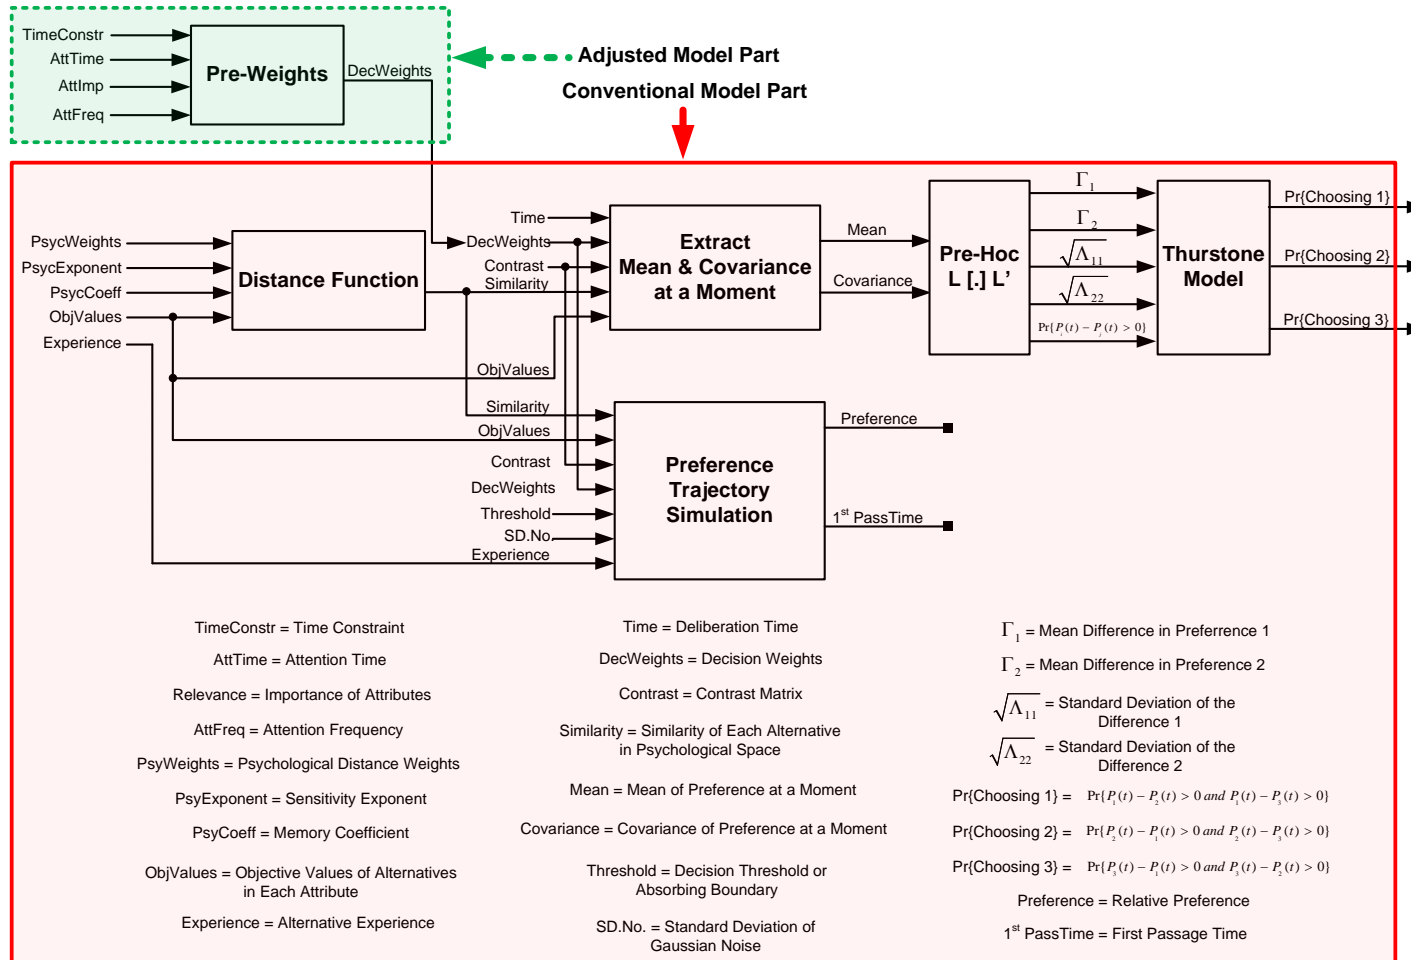 TimeConstr
AttTime
AttImp
AttFreq
Pre-Weights
DecWeights
Adjusted Model Part
Conventional Model Part
PsycWeights
PsycExponent
PsycCoeff
ObjValues
Experience
Distance Function
Time
DecWeights
Contrast
Similarity
ObjValues
Extract
Mean & Covariance
at a Moment
Mean
Covariance
Pre-Hoc
L [.] L’
Γ₁
Γ₂
√Λ₁₁
√Λ₂₂
Pr{P_i(t) − P_j(t) > 0}
Thurstone
Model
Pr{Choosing 1}
Pr{Choosing 2}
Pr{Choosing 3}
Similarity
ObjValues
Contrast
DecWeights
Threshold
SD.No.
Experience
Preference
Trajectory
Simulation
Preference
1st PassTime
TimeConstr = Time Constraint
AttTime = Attention Time
Relevance = Importance of Attributes
AttFreq = Attention Frequency
PsyWeights = Psychological Distance Weights
PsyExponent = Sensitivity Exponent
PsyCoeff = Memory Coefficient
ObjValues = Objective Values of Alternatives
in Each Attribute
Experience = Alternative Experience
Time = Deliberation Time
DecWeights = Decision Weights
Contrast = Contrast Matrix
Similarity = Similarity of Each Alternative
in Psychological Space
Mean = Mean of Preference at a Moment
Covariance = Covariance of Preference at a Moment
Threshold = Decision Threshold or
Absorbing Boundary
SD.No. = Standard Deviation of
Gaussian Noise
Γ₁ = Mean Difference in Preferrence 1
Γ₂ = Mean Difference in Preference 2
√Λ₁₁ = Standard Deviation of the
Difference 1
√Λ₂₂ = Standard Deviation of the
Difference 2
Pr{Choosing 1} = Pr{P₁(t) − P₂(t) > 0 and P₁(t) − P₃(t) > 0}
Pr{Choosing 2} = Pr{P₂(t) − P₁(t) > 0 and P₂(t) − P₃(t) > 0}
Pr{Choosing 3} = Pr{P₃(t) − P₁(t) > 0 and P₃(t) − P₂(t) > 0}
Preference = Relative Preference
1st PassTime = First Passage Time